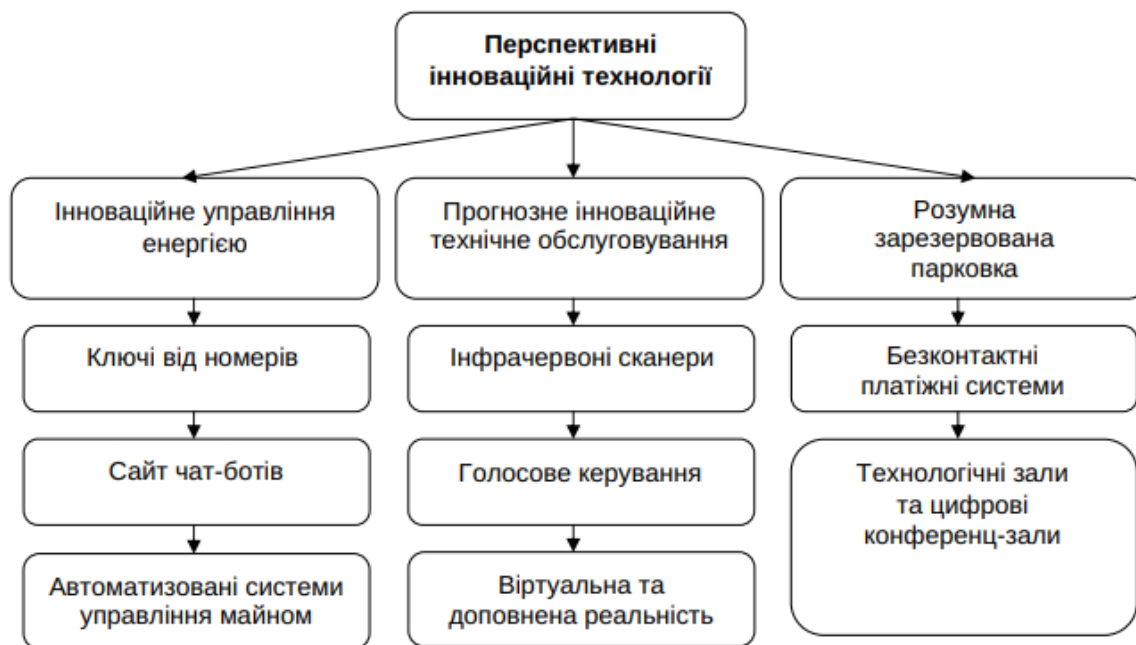 Перспективні
інноваційні технології
Інноваційне управління
енергією
Прогнозне інноваційне
технічне обслуговування
Розумна
зарезервована
парковка
Ключі від номерів
Інфрачервоні сканери
Безконтактні
платіжні системи
Сайт чат-ботів
Голосове керування
Технологічні зали
та цифрові
конференц-зали
Автоматизовані системи
управління майном
Віртуальна та
доповнена реальність